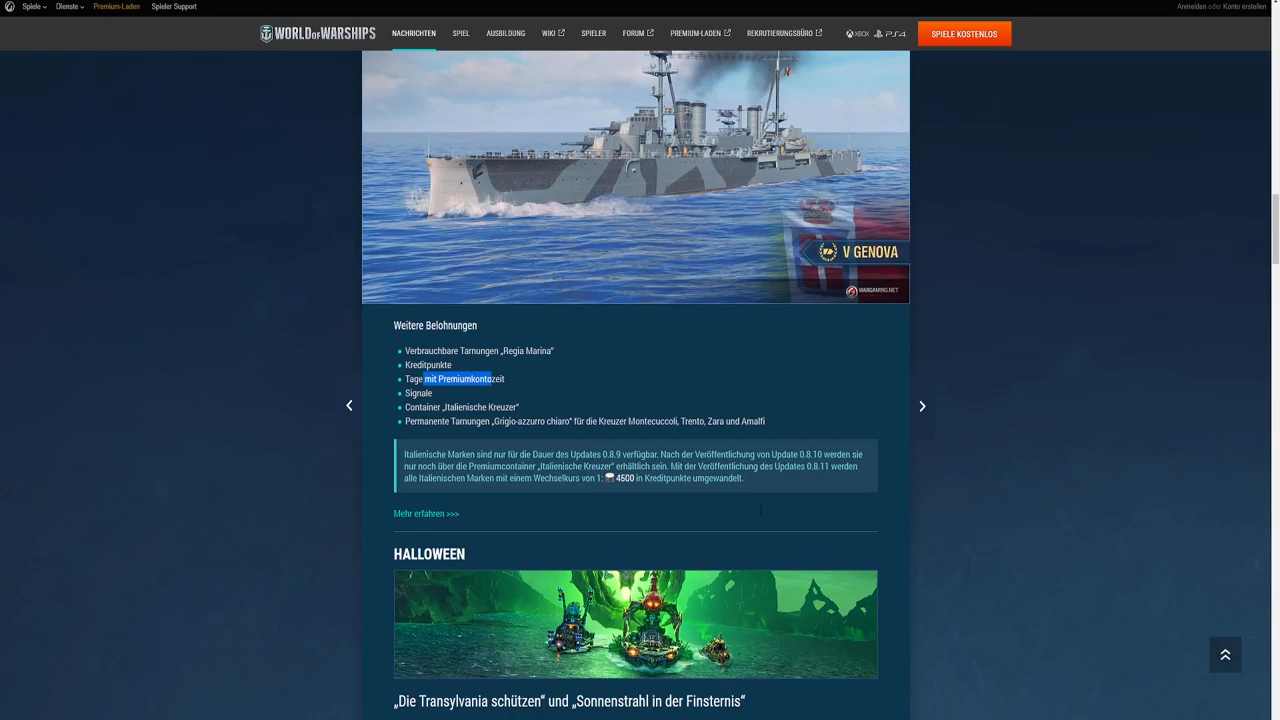 Spiele
Dienste
Premium-Laden
Spieler Support
Anmelden oder Konto erstellen
WORLD OF WARSHIPS
NACHRICHTEN
SPIEL
AUSBILDUNG
WIKI
SPIELER
FORUM
PREMIUM-LADEN
REKRUTIERUNGSBÜRO
XBOX
PS4
SPIELE KOSTENLOS
V GENOVA
WARGAMING.NET
Weitere Belohnungen
Verbrauchbare Tarnungen „Regia Marina“
Kreditpunkte
Tage mit Premiumkontozeit
Signale
Container „Italienische Kreuzer“
Permanente Tarnungen „Grigio-azzurro chiaro“ für die Kreuzer Montecuccoli, Trento, Zara und Amalfi
Italienische Marken sind nur für die Dauer des Updates 0.8.9 verfügbar. Nach der Veröffentlichung von Update 0.8.10 werden sie
nur noch über die Premiumcontainer „Italienische Kreuzer“ erhältlich sein. Mit der Veröffentlichung des Updates 0.8.11 werden
alle Italienischen Marken mit einem Wechselkurs von 1: 4500 in Kreditpunkte umgewandelt.
Mehr erfahren >>>
HALLOWEEN
„Die Transylvania schützen“ und „Sonnenstrahl in der Finsternis“